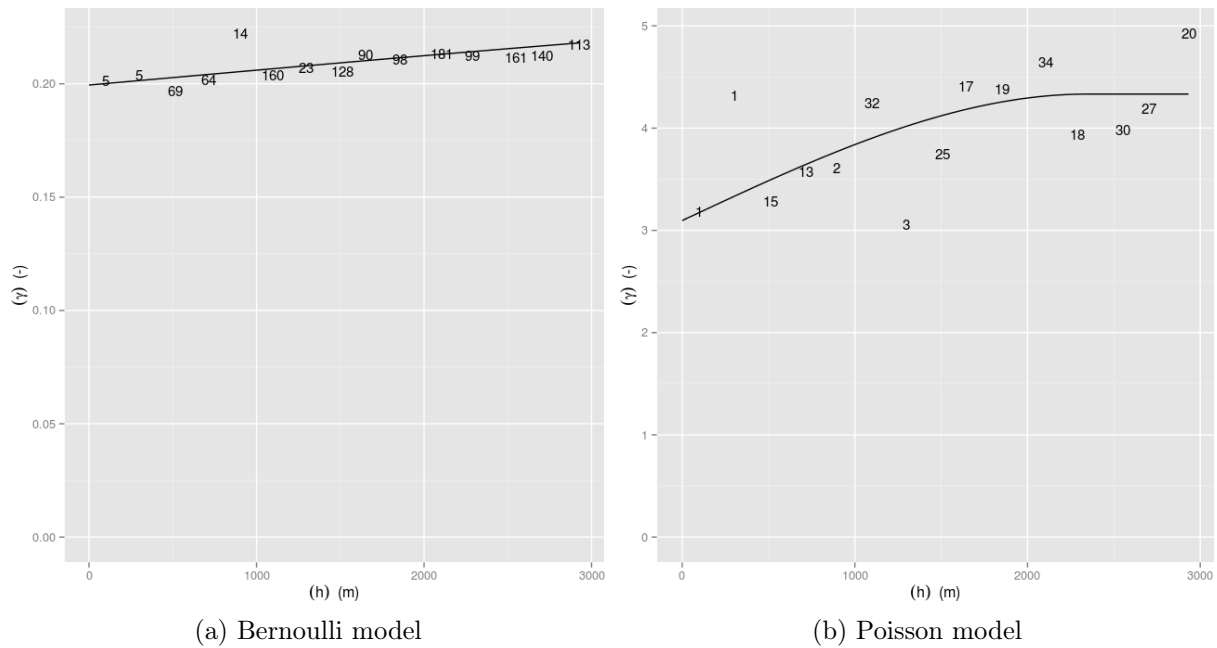 0.20
0.15
0.10
0.05
0.00
(γ) (-)
5 5 69 64 14 160 23 128 90 98 181 99 161 140 113
0 1000 2000 3000
(h) (m)
(a) Bernoulli model
5
4
3
2
1
0
(γ) (-)
1 1 15 13 2 32 3 25 17 19 34 18 30 27 20
0 1000 2000 3000
(h) (m)
(b) Poisson model